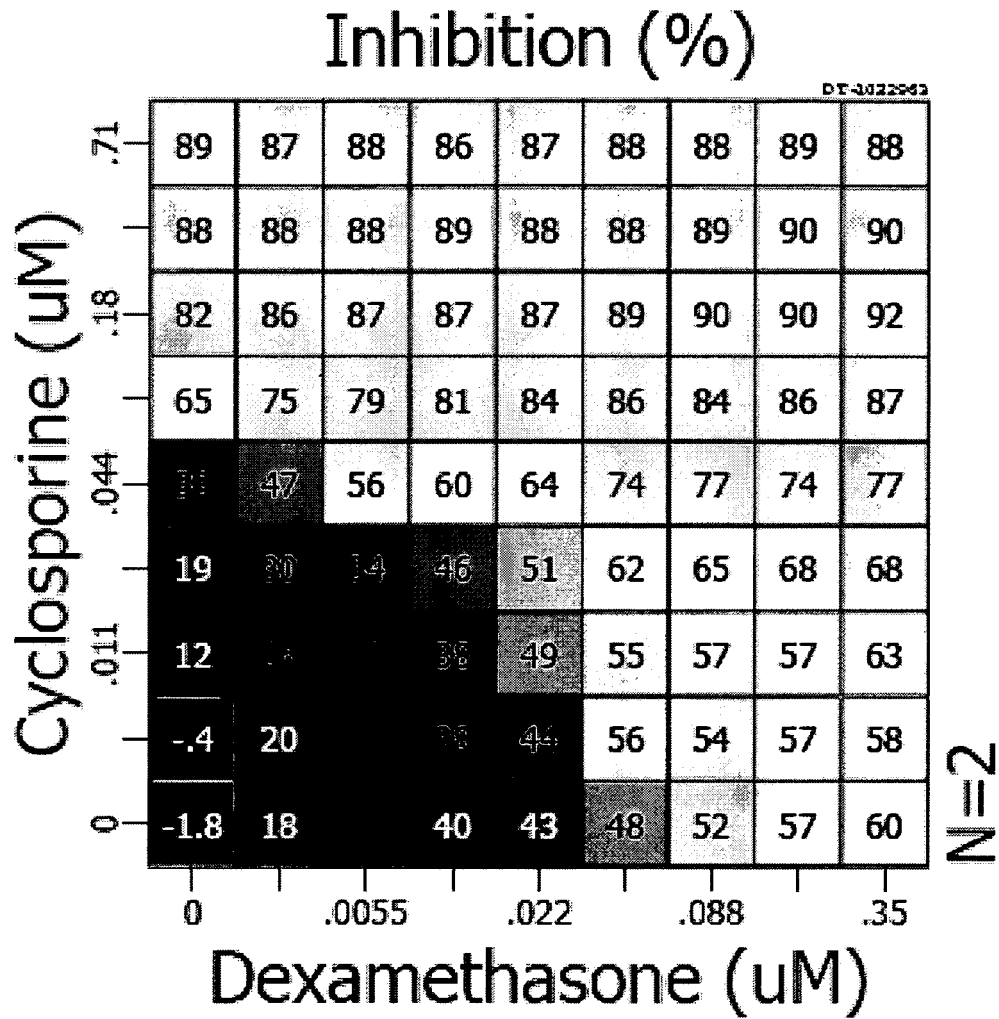 Inhibition (%)
.71 89 87 88 86 87 88 88 89 88
88 88 88 89 88 88 89 90 90
.18 82 86 87 87 87 89 90 90 92
65 75 79 81 84 86 84 86 87
.044 47 56 60 64 74 77 74 77
19 30 34 46 51 62 65 68 68
.011 12 49 55 57 57 63
-.4 20 44 56 54 57 58
0 -1.8 18 40 43 48 52 57 60
0 .0055 .022 .088 .35
Cyclosporine (uM)
Dexamethasone (uM)
N=2